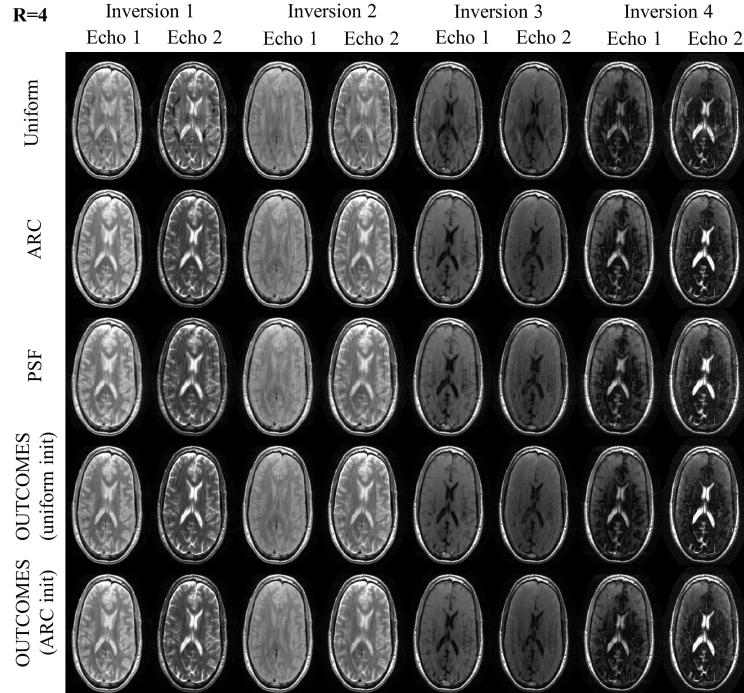 R=4
Inversion 1 Inversion 2 Inversion 3 Inversion 4
Echo 1 Echo 2 Echo 1 Echo 2 Echo 1 Echo 2 Echo 1 Echo 2
Uniform
ARC
PSF
OUTCOMES
(uniform init)
OUTCOMES
(ARC init)